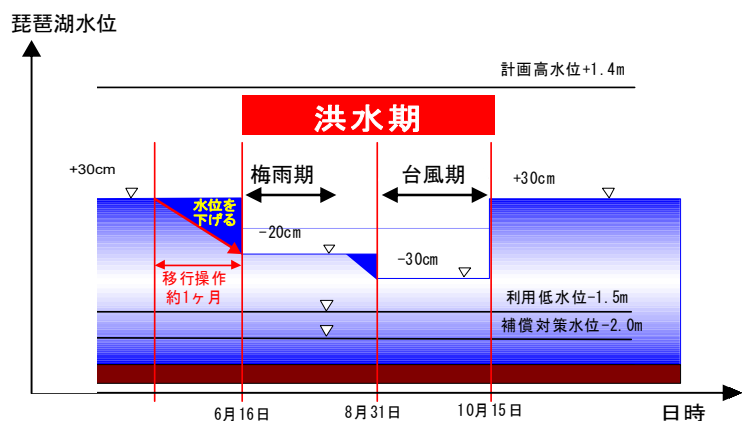 琵琶湖水位
計画高水位+1.4m
洪水期
+30cm
梅雨期
台風期
+30cm
水位を
下げる
-20cm
-30cm
移行操作
約1ヶ月
利用低水位-1.5m
補償対策水位-2.0m
6月16日
8月31日
10月15日
日時